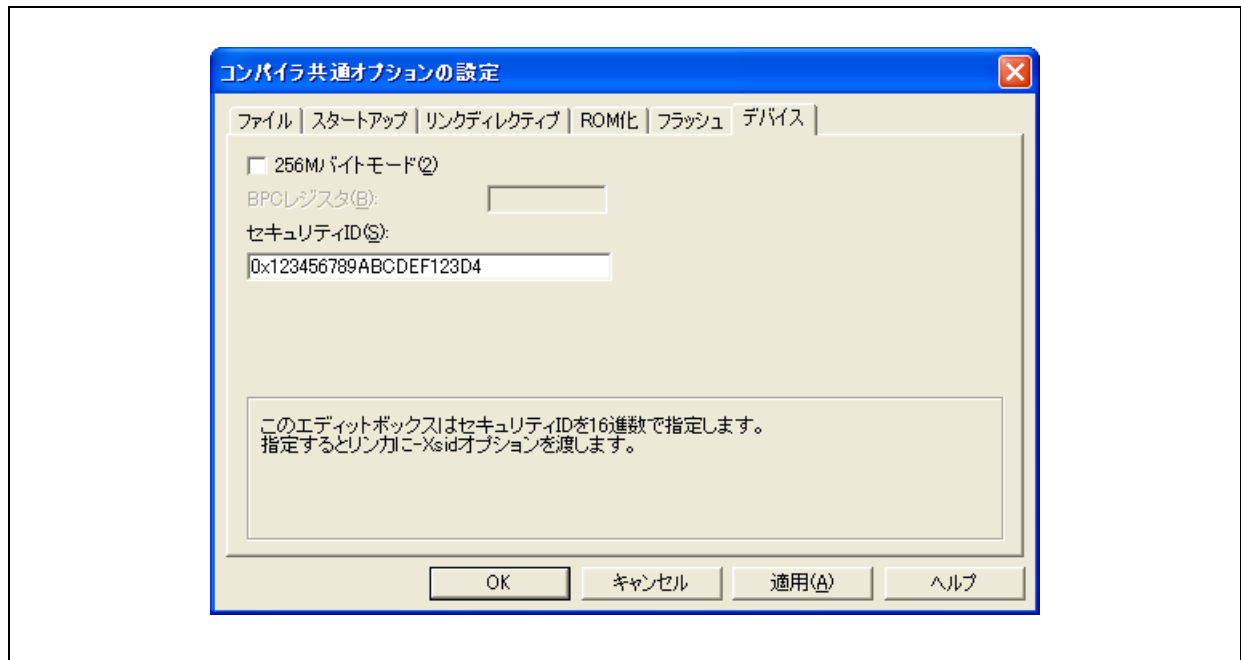 コンパイラ共通オプションの設定
ファイル
スタートアップ
リンクディレクティブ
ROM化
フラッシュ
デバイス
256Mバイトモード(2)
BPCレジスタ(B):
セキュリティID(S):
0x123456789ABCDEF123D4
このエディットボックスはセキュリティIDを16進数で指定します。
指定するとリンカに-Xsidオプションを渡します。
OK
キャンセル
適用(A)
ヘルプ